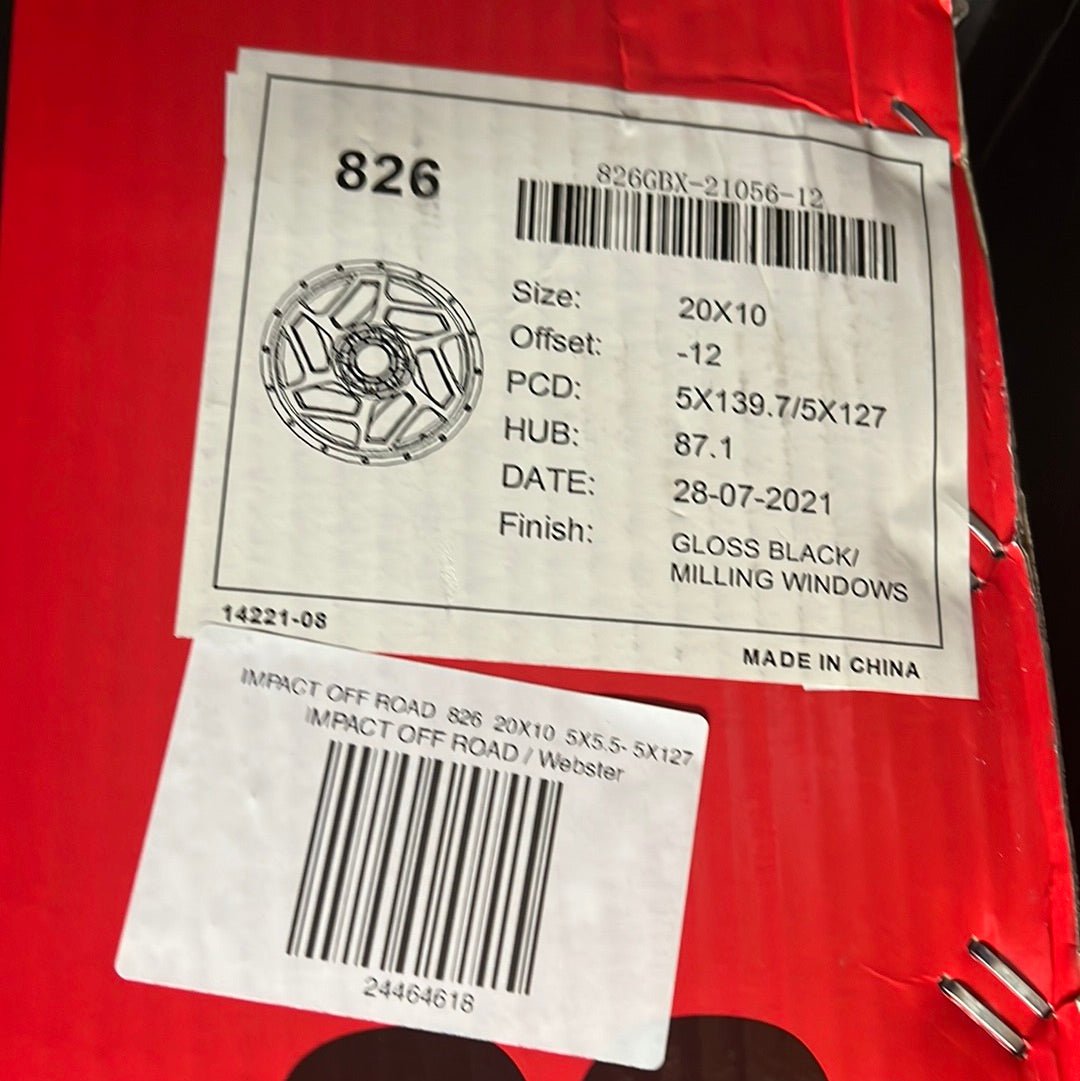 826
826GBX-21056-12
Size: 20X10
Offset: -12
PCD: 5X139.7/5X127
HUB: 87.1
DATE: 28-07-2021
Finish: GLOSS BLACK/
MILLING WINDOWS
14221-08
MADE IN CHINA
IMPACT OFF ROAD 826 20X10 5X5.5- 5X127
IMPACT OFF ROAD / Webster
24464618